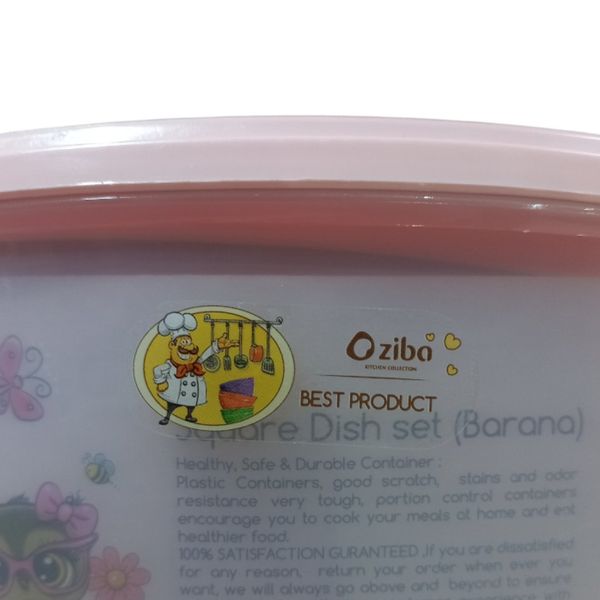 Oziba
KITCHEN COLLECTION
BEST PRODUCT
Square Dish set (Barana)
Healthy, Safe & Durable Container :
Plastic Containers, good scratch, stains and odor
resistance very tough, portion control containers
encourage you to cook your meals at home and eat
healthier food.
100% SATISFACTION GURANTEED ,If you are dissatisfied
for any reason, return your order when ever you
want, we will always go above and beyond to ensure
experience with